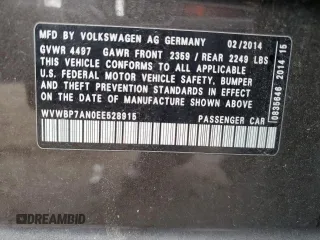 MFD BY VOLKSWAGEN AG GERMANY 02/2014
GVWR 4497 GAWR FRONT 2359 / REAR 2249 LBS
THIS VEHICLE CONFORMS TO ALL APPLICABLE
U.S. FEDERAL MOTOR VEHICLE SAFETY, BUMPER
AND THEFT PREVENTION STANDARDS IN EFFECT
ON THE DATE OF MANUFACTURE SHOWN ABOVE.
WVWBP7AN0EE528915 PASSENGER CAR
0835646 2014 15
© DREAMBID